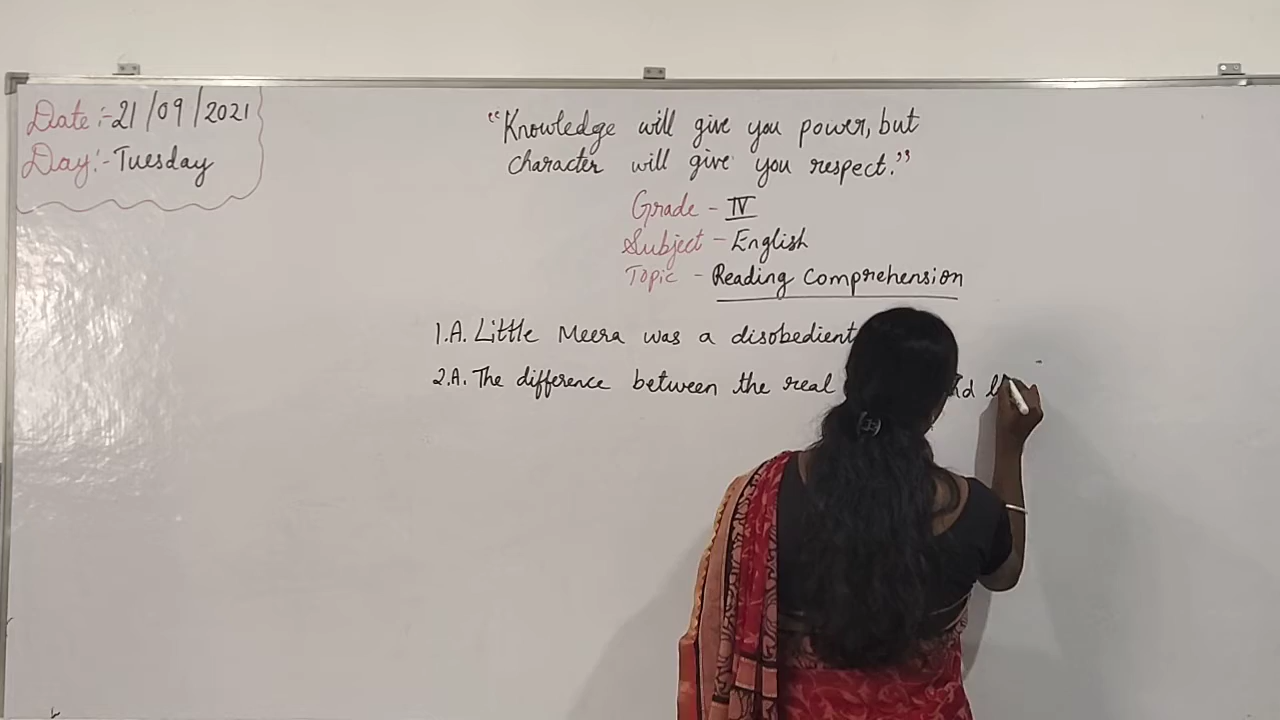 Date :- 21/09/2021
Day :- Tuesday
"Knowledge will give you power, but
character will give you respect."
Grade - IV
Subject - English
Topic - Reading Comprehension
1.A. Little Meera was a disobedient
2.A. The difference between the real